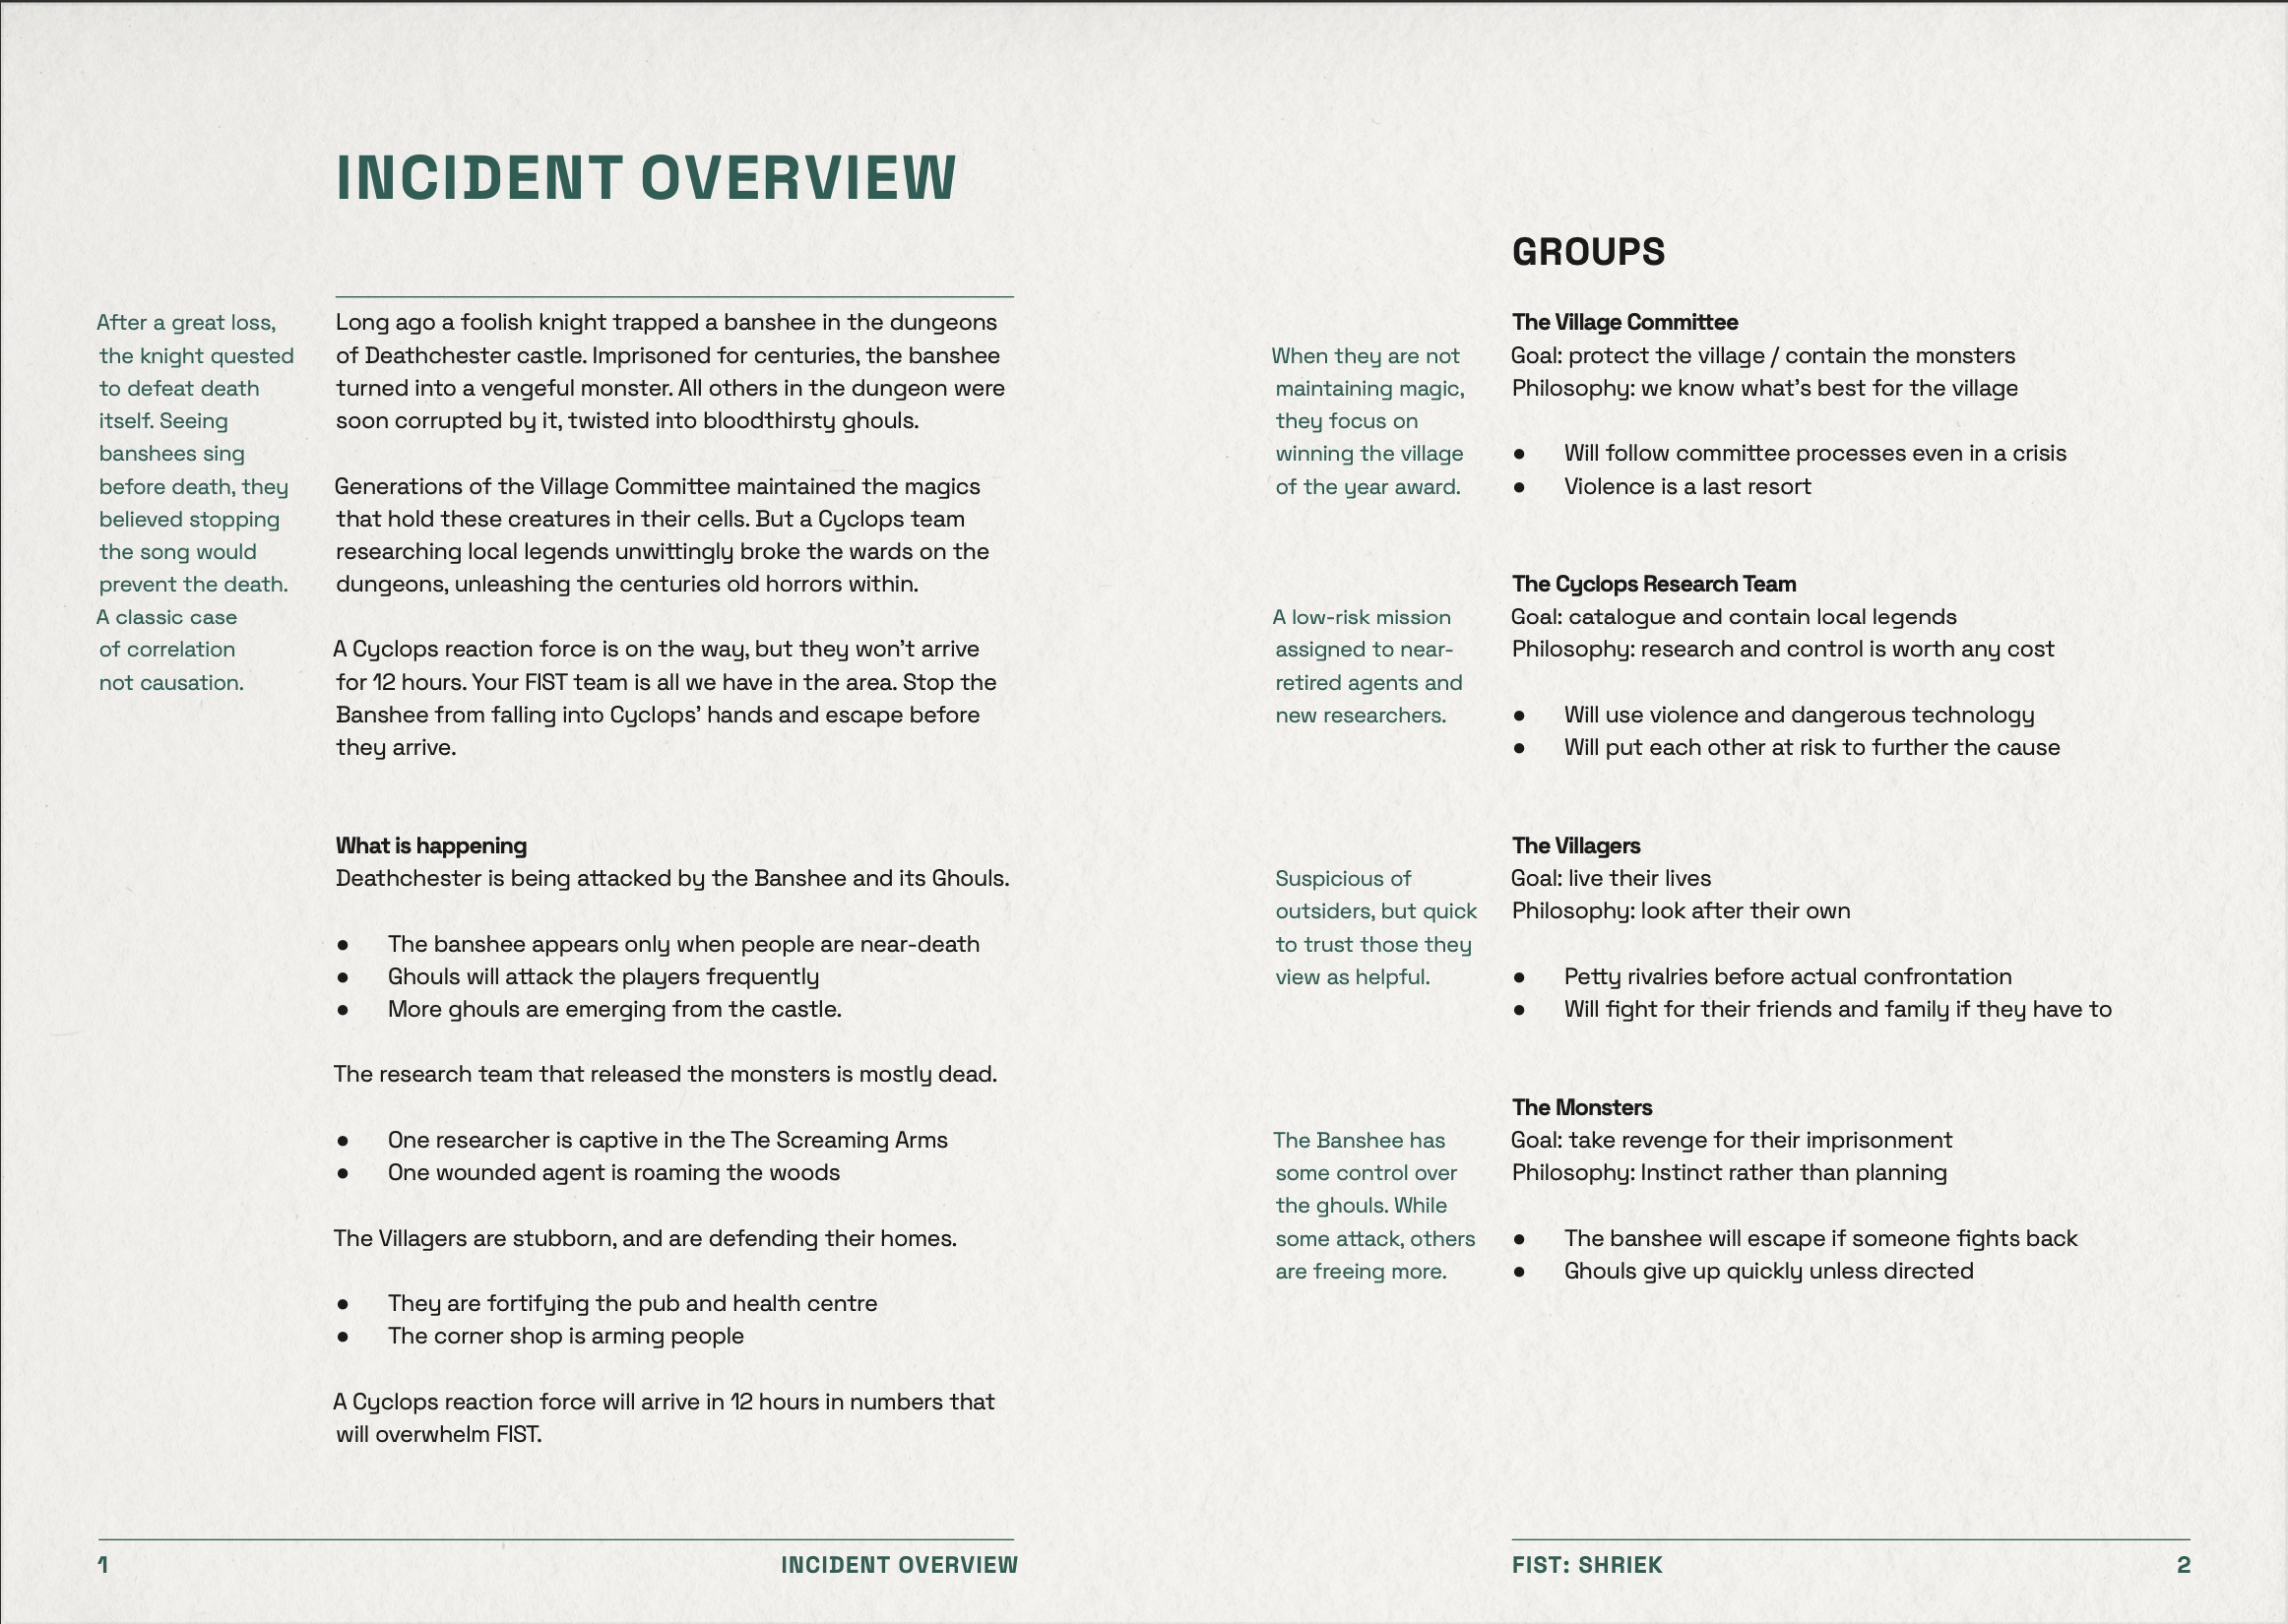 INCIDENT OVERVIEW
After a great loss,
the knight quested
to defeat death
itself. Seeing
banshees sing
before death, they
believed stopping
the song would
prevent the death.
A classic case
of correlation
not causation.
Long ago a foolish knight trapped a banshee in the dungeons
of Deathchester castle. Imprisoned for centuries, the banshee
turned into a vengeful monster. All others in the dungeon were
soon corrupted by it, twisted into bloodthirsty ghouls.
Generations of the Village Committee maintained the magics
that hold these creatures in their cells. But a Cyclops team
researching local legends unwittingly broke the wards on the
dungeons, unleashing the centuries old horrors within.
A Cyclops reaction force is on the way, but they won't arrive
for 12 hours. Your FIST team is all we have in the area. Stop the
Banshee from falling into Cyclops' hands and escape before
they arrive.
What is happening
Deathchester is being attacked by the Banshee and its Ghouls.
● The banshee appears only when people are near-death
● Ghouls will attack the players frequently
● More ghouls are emerging from the castle.
The research team that released the monsters is mostly dead.
● One researcher is captive in the The Screaming Arms
● One wounded agent is roaming the woods
The Villagers are stubborn, and are defending their homes.
● They are fortifying the pub and health centre
● The corner shop is arming people
A Cyclops reaction force will arrive in 12 hours in numbers that
will overwhelm FIST.
1
INCIDENT OVERVIEW
GROUPS
The Village Committee
Goal: protect the village / contain the monsters
Philosophy: we know what's best for the village
● Will follow committee processes even in a crisis
● Violence is a last resort
When they are not
maintaining magic,
they focus on
winning the village
of the year award.
The Cyclops Research Team
Goal: catalogue and contain local legends
Philosophy: research and control is worth any cost
● Will use violence and dangerous technology
● Will put each other at risk to further the cause
A low-risk mission
assigned to near-
retired agents and
new researchers.
The Villagers
Goal: live their lives
Philosophy: look after their own
● Petty rivalries before actual confrontation
● Will fight for their friends and family if they have to
Suspicious of
outsiders, but quick
to trust those they
view as helpful.
The Monsters
Goal: take revenge for their imprisonment
Philosophy: Instinct rather than planning
● The banshee will escape if someone fights back
● Ghouls give up quickly unless directed
The Banshee has
some control over
the ghouls. While
some attack, others
are freeing more.
FIST: SHRIEK
2